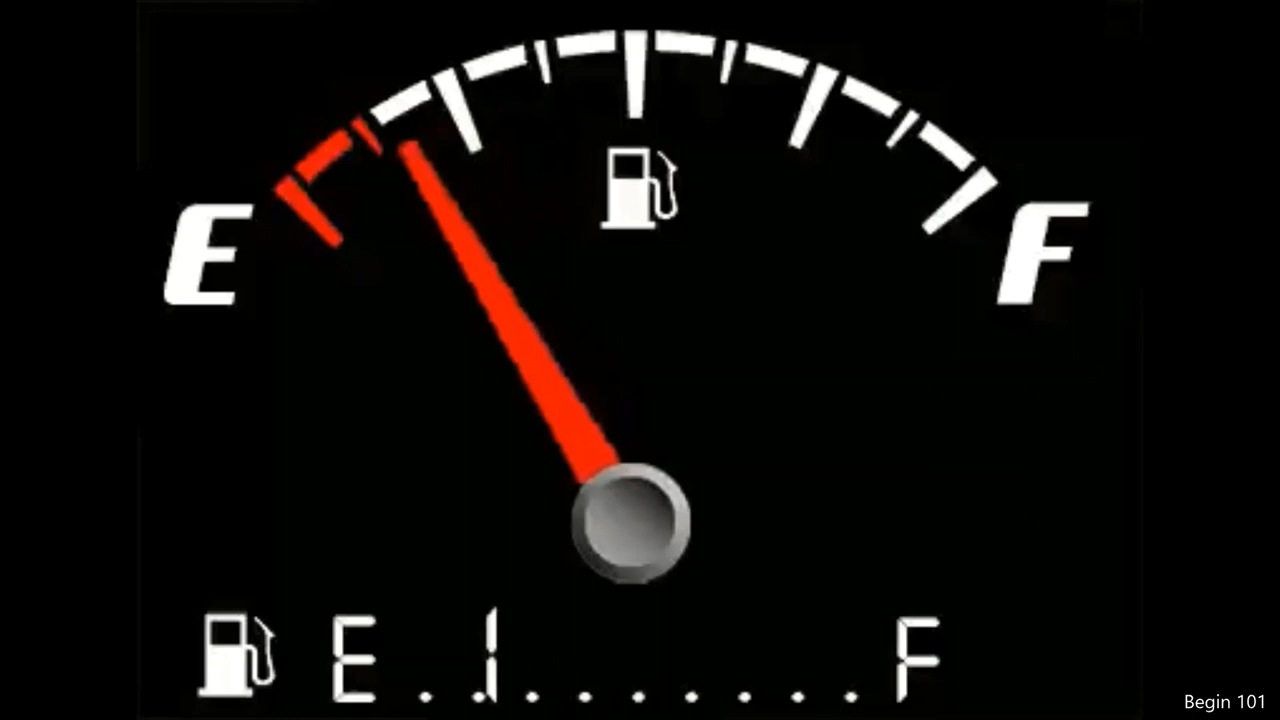 E F
E . . I . . . . . . . F
Begin 101